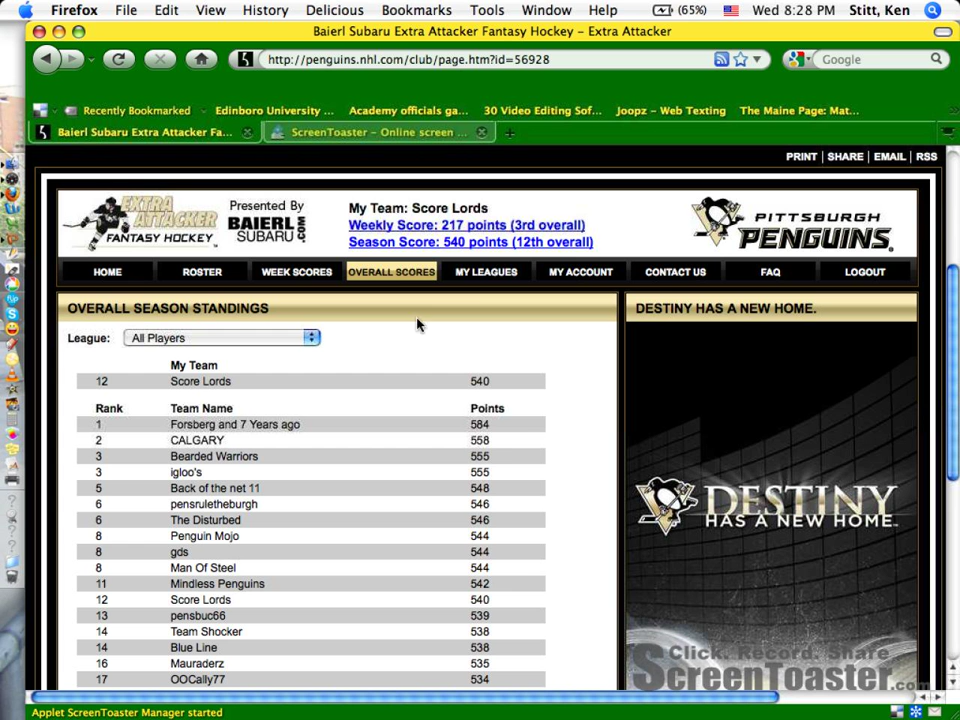 Firefox File Edit View History Delicious Bookmarks Tools Window Help (65%) Wed 8:28 PM Stitt, Ken
Baierl Subaru Extra Attacker Fantasy Hockey – Extra Attacker
http://penguins.nhl.com/club/page.htm?id=56928 Google
Recently Bookmarked Edinboro University ... Academy officials ga... 30 Video Editing Sof... Joopz – Web Texting The Maine Page: Mat...
Baierl Subaru Extra Attacker Fa... ScreenToaster – Online screen ...
PRINT | SHARE | EMAIL | RSS
EXTRA ATTACKER FANTASY HOCKEY
Presented By
BAIERL SUBARU.COM
My Team: Score Lords
Weekly Score: 217 points (3rd overall)
Season Score: 540 points (12th overall)
PITTSBURGH
PENGUINS
HOME ROSTER WEEK SCORES OVERALL SCORES MY LEAGUES MY ACCOUNT CONTACT US FAQ LOGOUT
OVERALL SEASON STANDINGS
DESTINY HAS A NEW HOME.
League: All Players
My Team
12 Score Lords 540
Rank Team Name Points
1 Forsberg and 7 Years ago 584
2 CALGARY 558
3 Bearded Warriors 555
3 igloo's 555
5 Back of the net 11 548
6 pensruletheburgh 546
6 The Disturbed 546
8 Penguin Mojo 544
8 gds 544
8 Man Of Steel 544
11 Mindless Penguins 542
12 Score Lords 540
13 pensbuc66 539
14 Team Shocker 538
14 Blue Line 538
16 Mauraderz 535
17 OOCally77 534
DESTINY
HAS A NEW HOME™
Click. Record. Share
ScreenToaster.com
Applet ScreenToaster Manager started